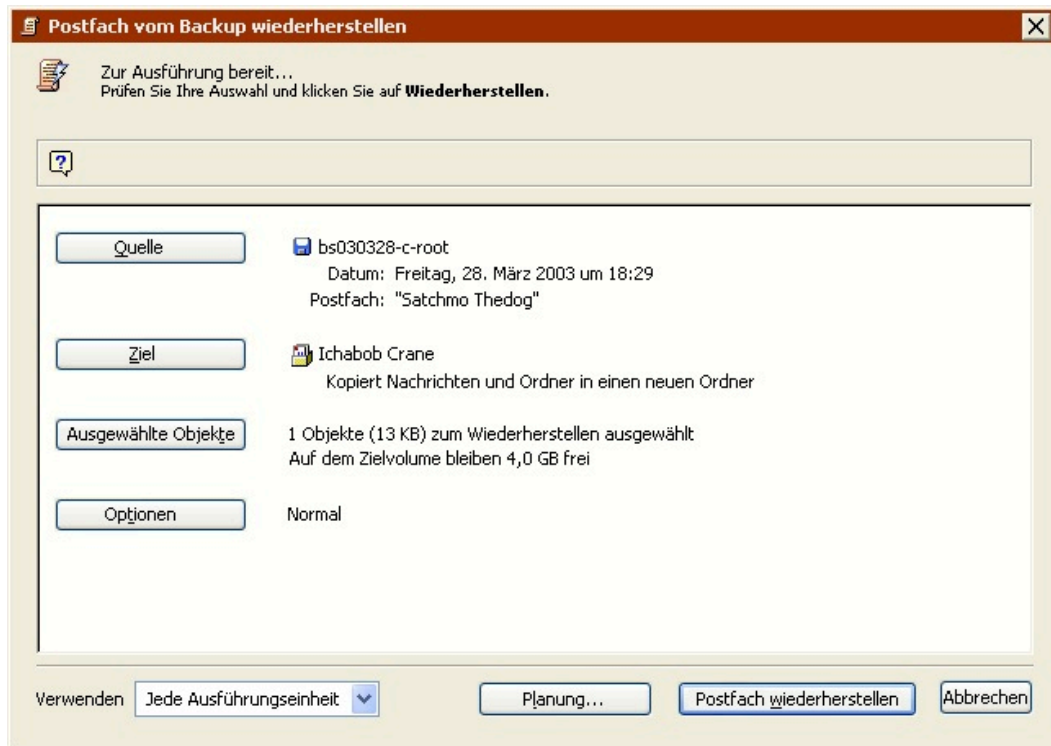 Postfach vom Backup wiederherstellen
Zur Ausführung bereit...
Prüfen Sie Ihre Auswahl und klicken Sie auf Wiederherstellen.
Quelle
bs030328-c-root
Datum: Freitag, 28. März 2003 um 18:29
Postfach: "Satchmo Thedog"
Ziel
Ichabob Crane
Kopiert Nachrichten und Ordner in einen neuen Ordner
Ausgewählte Objekte
1 Objekte (13 KB) zum Wiederherstellen ausgewählt
Auf dem Zielvolume bleiben 4,0 GB frei
Optionen
Normal
Verwenden
Jede Ausführungseinheit
Planung...
Postfach wiederherstellen
Abbrechen